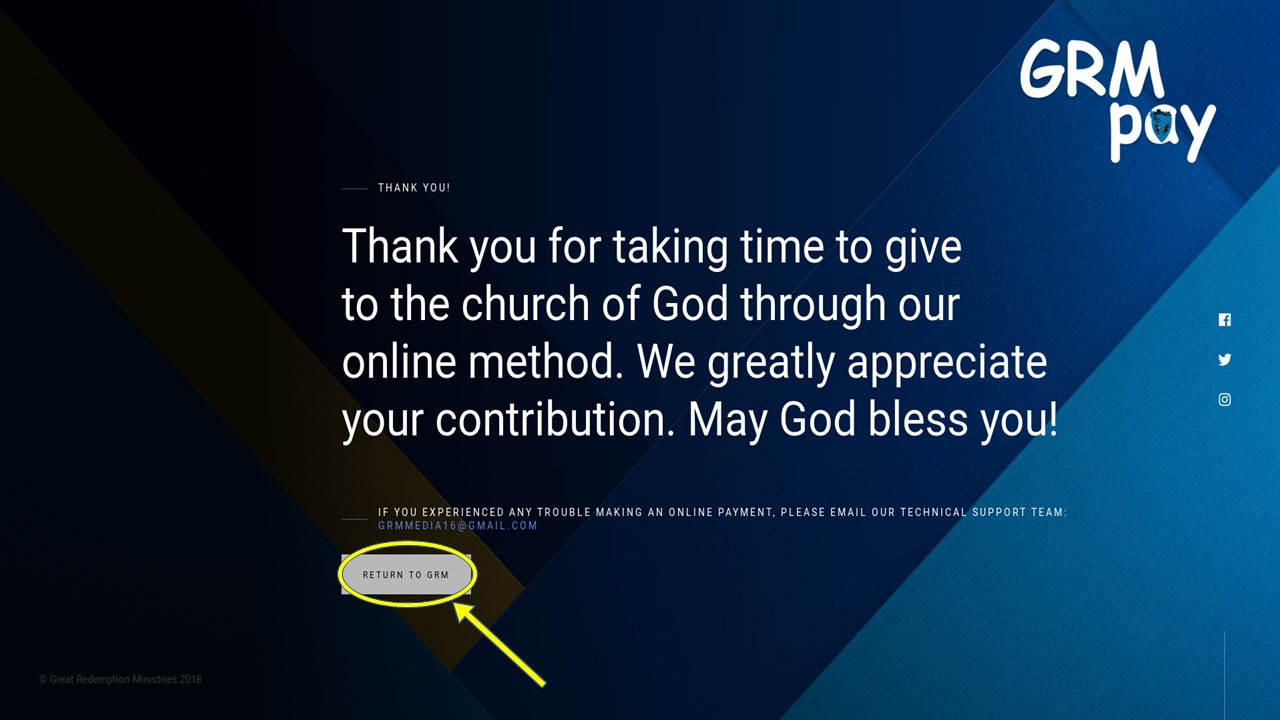 GRM
pay
THANK YOU!
Thank you for taking time to give
to the church of God through our
online method. We greatly appreciate
your contribution. May God bless you!
IF YOU EXPERIENCED ANY TROUBLE MAKING AN ONLINE PAYMENT, PLEASE EMAIL OUR TECHNICAL SUPPORT TEAM:
GRMMEDIA16@GMAIL.COM
RETURN TO GRM
© Great Redemption Ministries 2018